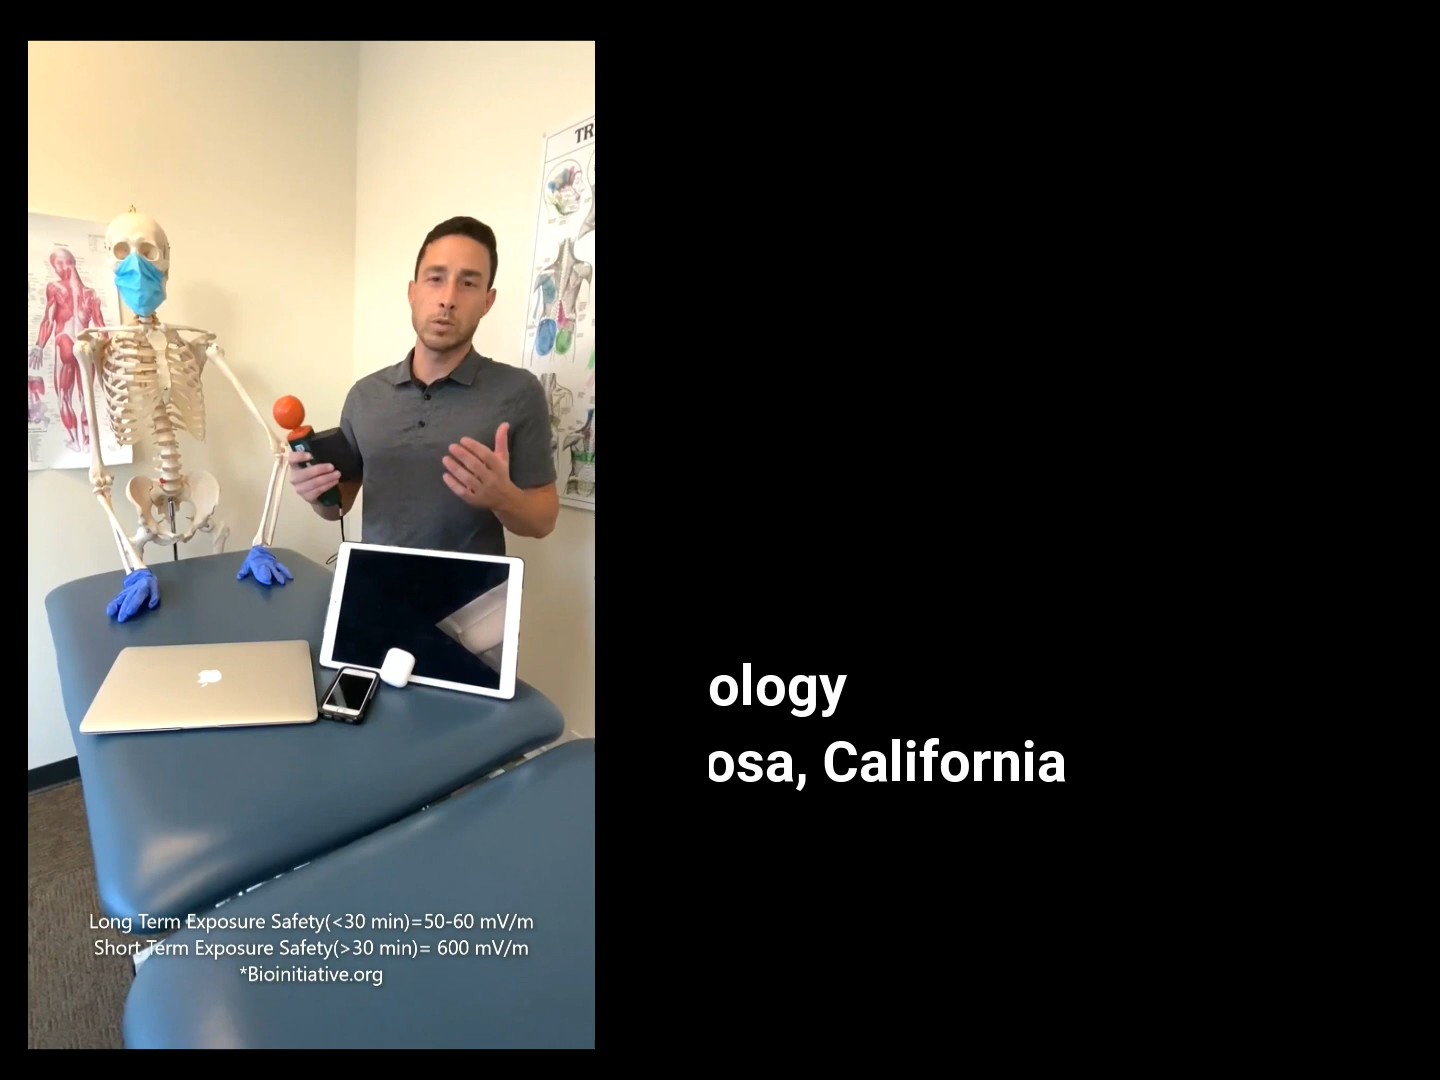 TR
ology
osa, California
Long Term Exposure Safety(<30 min)=50-60 mV/m
Short Term Exposure Safety(>30 min)= 600 mV/m
*Bioinitiative.org